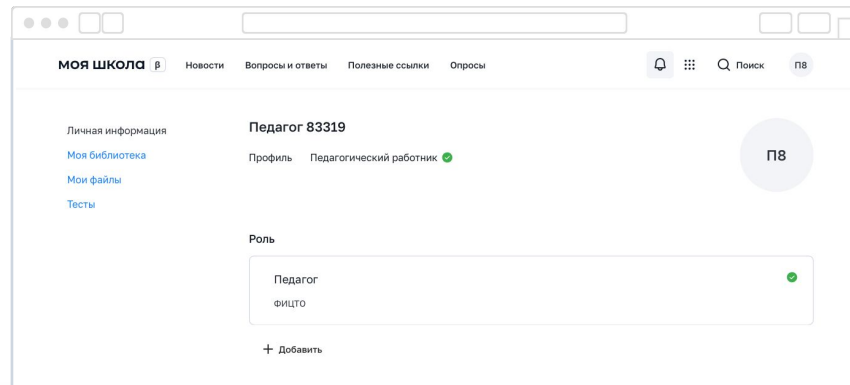 моя школа β Новости Вопросы и ответы Полезные ссылки Опросы Поиск П8
Личная информация
Моя библиотека
Мои файлы
Тесты
Педагог 83319
Профиль Педагогический работник
П8
Роль
Педагог
ФИЦТО
+ Добавить